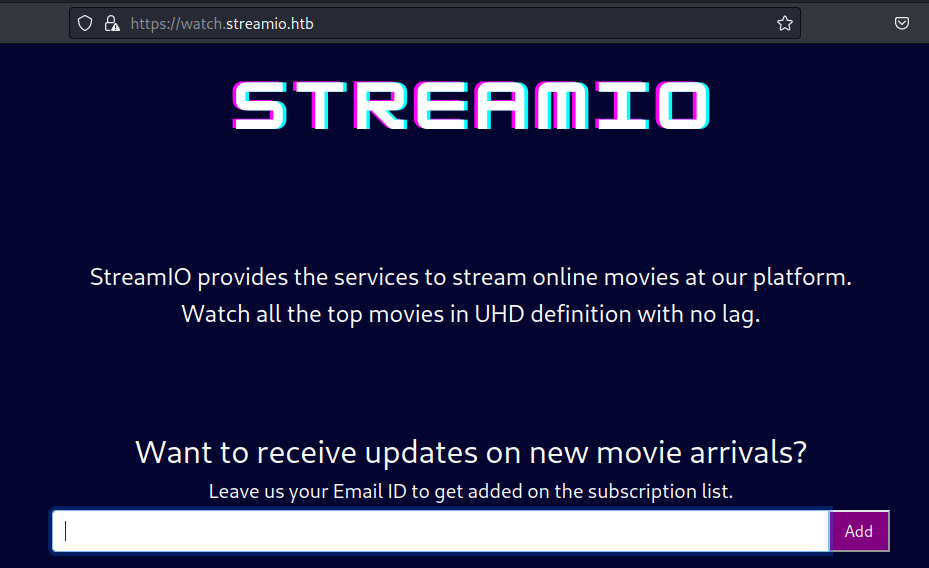 https://watch.streamio.htb
STREAMIO
StreamIO provides the services to stream online movies at our platform.
Watch all the top movies in UHD definition with no lag.
Want to receive updates on new movie arrivals?
Leave us your Email ID to get added on the subscription list.
Add